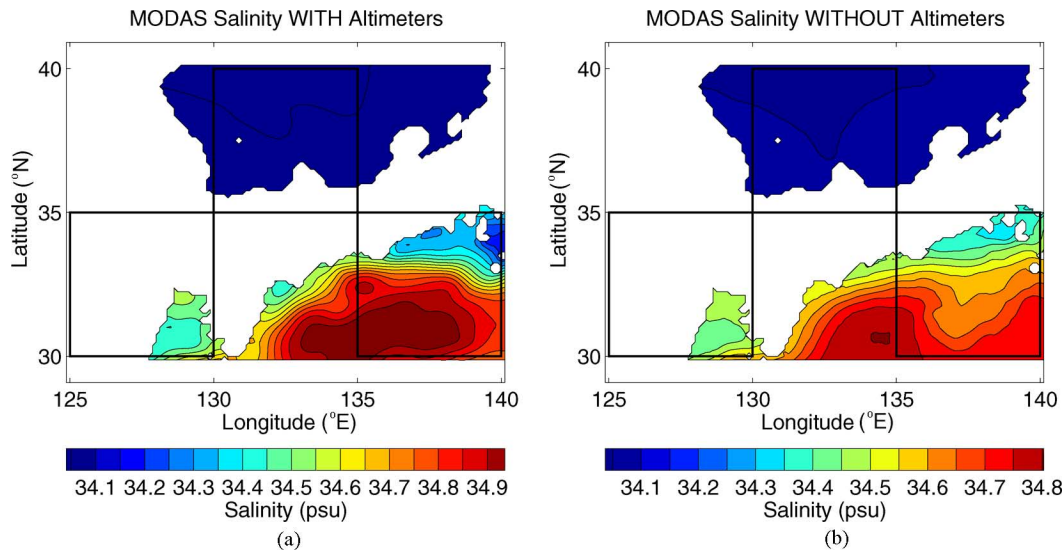 MODAS Salinity WITH Altimeters
40
35
30
Latitude (°N)
125 130 135 140
Longitude (°E)
34.1 34.2 34.3 34.4 34.5 34.6 34.7 34.8 34.9
Salinity (psu)
(a)
MODAS Salinity WITHOUT Altimeters
40
35
30
Latitude (°N)
125 130 135 140
Longitude (°E)
34.1 34.2 34.3 34.4 34.5 34.6 34.7 34.8
Salinity (psu)
(b)